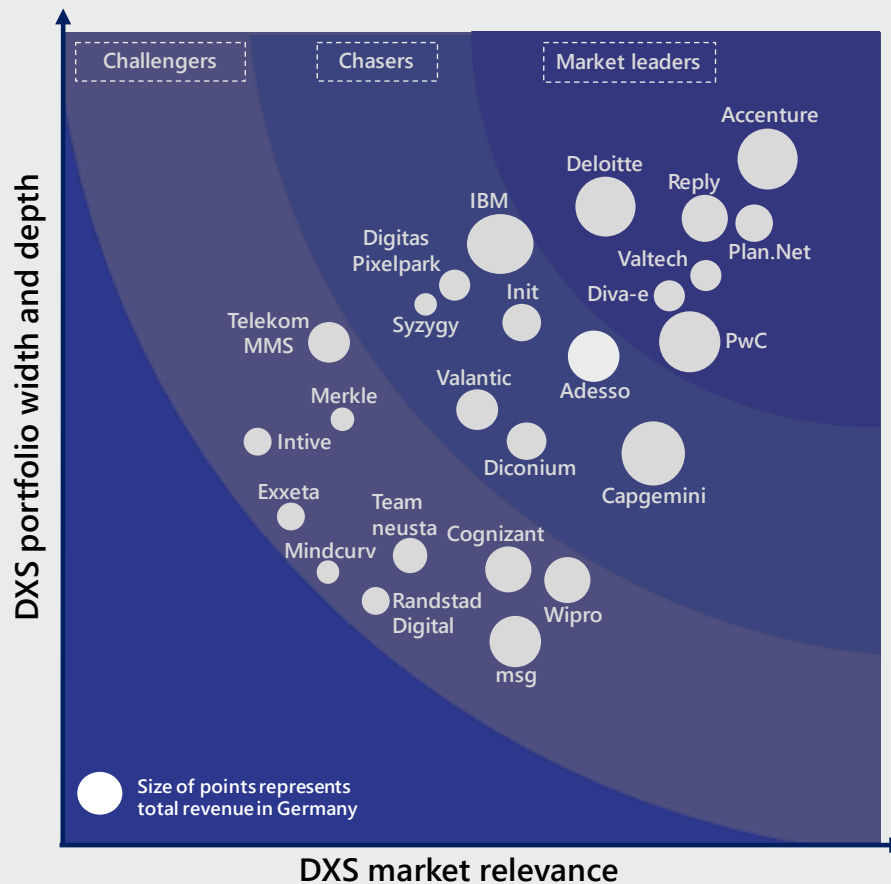 Challengers
Chasers
Market leaders
Accenture
Deloitte
Reply
IBM
Digitas
Pixelpark
Plan.Net
Valtech
Init
Diva-e
Syzygy
Telekom
MMS
PwC
Valantic
Adesso
Merkle
Intive
Diconium
Capgemini
Exxeta
Team
neusta
Cognizant
Mindcurv
Randstad
Digital
Wipro
msg
Size of points represents
total revenue in Germany
DXS portfolio width and depth
DXS market relevance